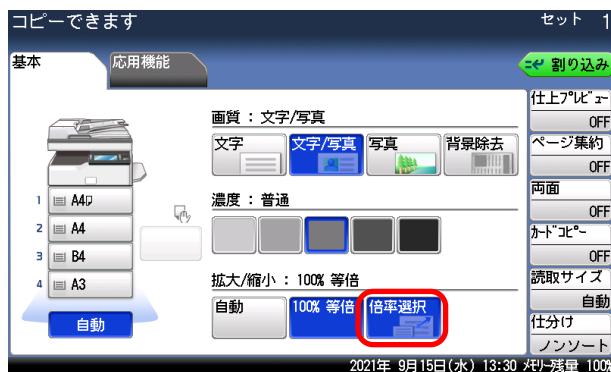 コピーできます
セット 1
基本
応用機能
割り込み
画質：文字/写真
文字
文字/写真
写真
背景除去
濃度：普通
1 A4
2 A4
3 B4
4 A3
自動
拡大/縮小：100% 等倍
自動
100% 等倍
倍率選択
仕上プレビュー
OFF
ページ集約
OFF
両面
OFF
カードコピー
OFF
読取サイズ
自動
仕分け
ノンソート
2021年 9月15日(水) 13:30 メモリー残量 100%